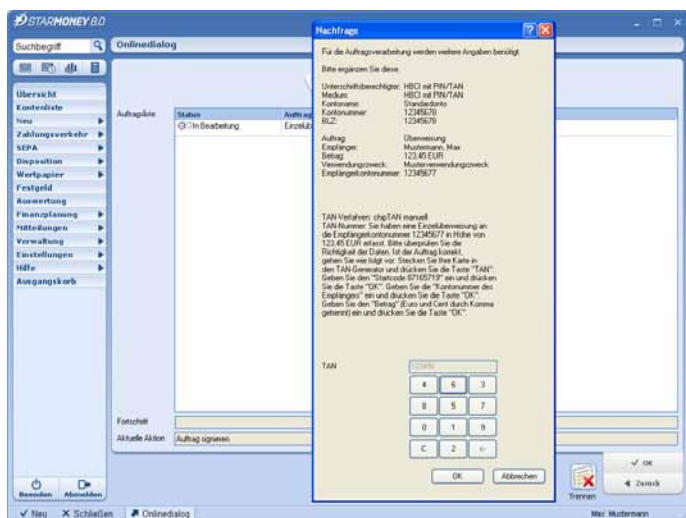 STARMONEY 8.0
Suchbegriff
Onlinedialog
Übersicht
Kontenliste
Neu
Zahlungsverkehr
SEPA
Disposition
Wertpapier
Festgeld
Auswertung
Finanzplanung
Mitteilungen
Verwaltung
Einstellungen
Hilfe
Ausgangskorb
Beenden
Abmelden
Auftragsliste
Status
Auftrag
In Bearbeitung
Einzelüb
Fortschritt
Aktuelle Aktion
Auftrag signieren
Nachfrage
Für die Auftragsverarbeitung werden weitere Angaben benötigt
Bitte ergänzen Sie diese.
Unterschriftsberechtigter: HBCI mit PIN/TAN
Medium: HBCI mit PIN/TAN
Kontoname: Standardkonto
Kontonummer: 12345678
BLZ: 12345678
Auftrag: Überweisung
Empfänger: Mustermann, Max
Betrag: 123,45 EUR
Verwendungszweck: Musterverwendungszweck
Empfängerkontonummer: 12345677
TAN-Verfahren: chipTAN manuell
TAN-Nummer: Sie haben eine Einzelüberweisung an
die Empfängerkontonummer 12345677 in Höhe von
123,45 EUR erfasst. Bitte überprüfen Sie die
Richtigkeit der Daten. Ist der Auftrag korrekt,
gehen Sie wie folgt vor: Stecken Sie Ihre Karte in
den TAN-Generator und drücken Sie die Taste "TAN".
Geben Sie den "Startcode 87165719" ein und drücken
Sie die Taste "OK". Geben Sie die "Kontonummer des
Empfängers" ein und drücken Sie die Taste "OK".
Geben Sie den "Betrag" (Euro und Cent durch Komma
getrennt) ein und drücken Sie die Taste "OK".
TAN
123456
4 6 3
8 5 7
0 1 9
C 2 <-
OK
Abbrechen
Trennen
OK
Zurück
Neu
Schließen
Onlinedialog
Max Mustermann